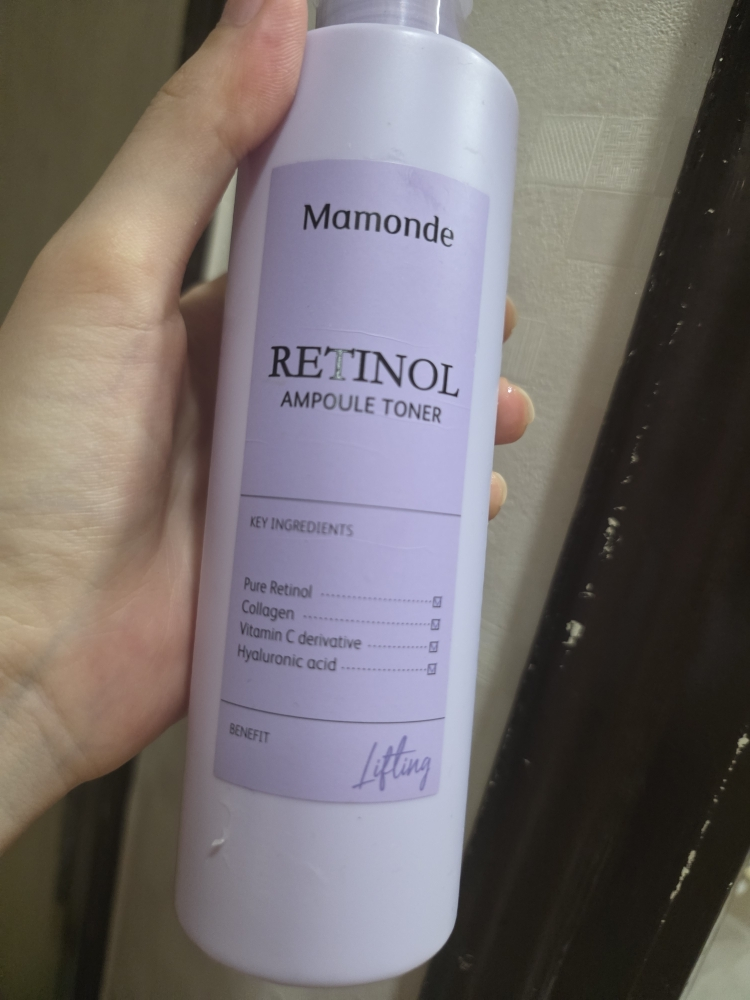 Mamonde
RETINOL
AMPOULE TONER
KEY INGREDIENTS
Pure Retinol ☑
Collagen ☑
Vitamin C derivative ☑
Hyaluronic acid ☑
BENEFIT
Lifting